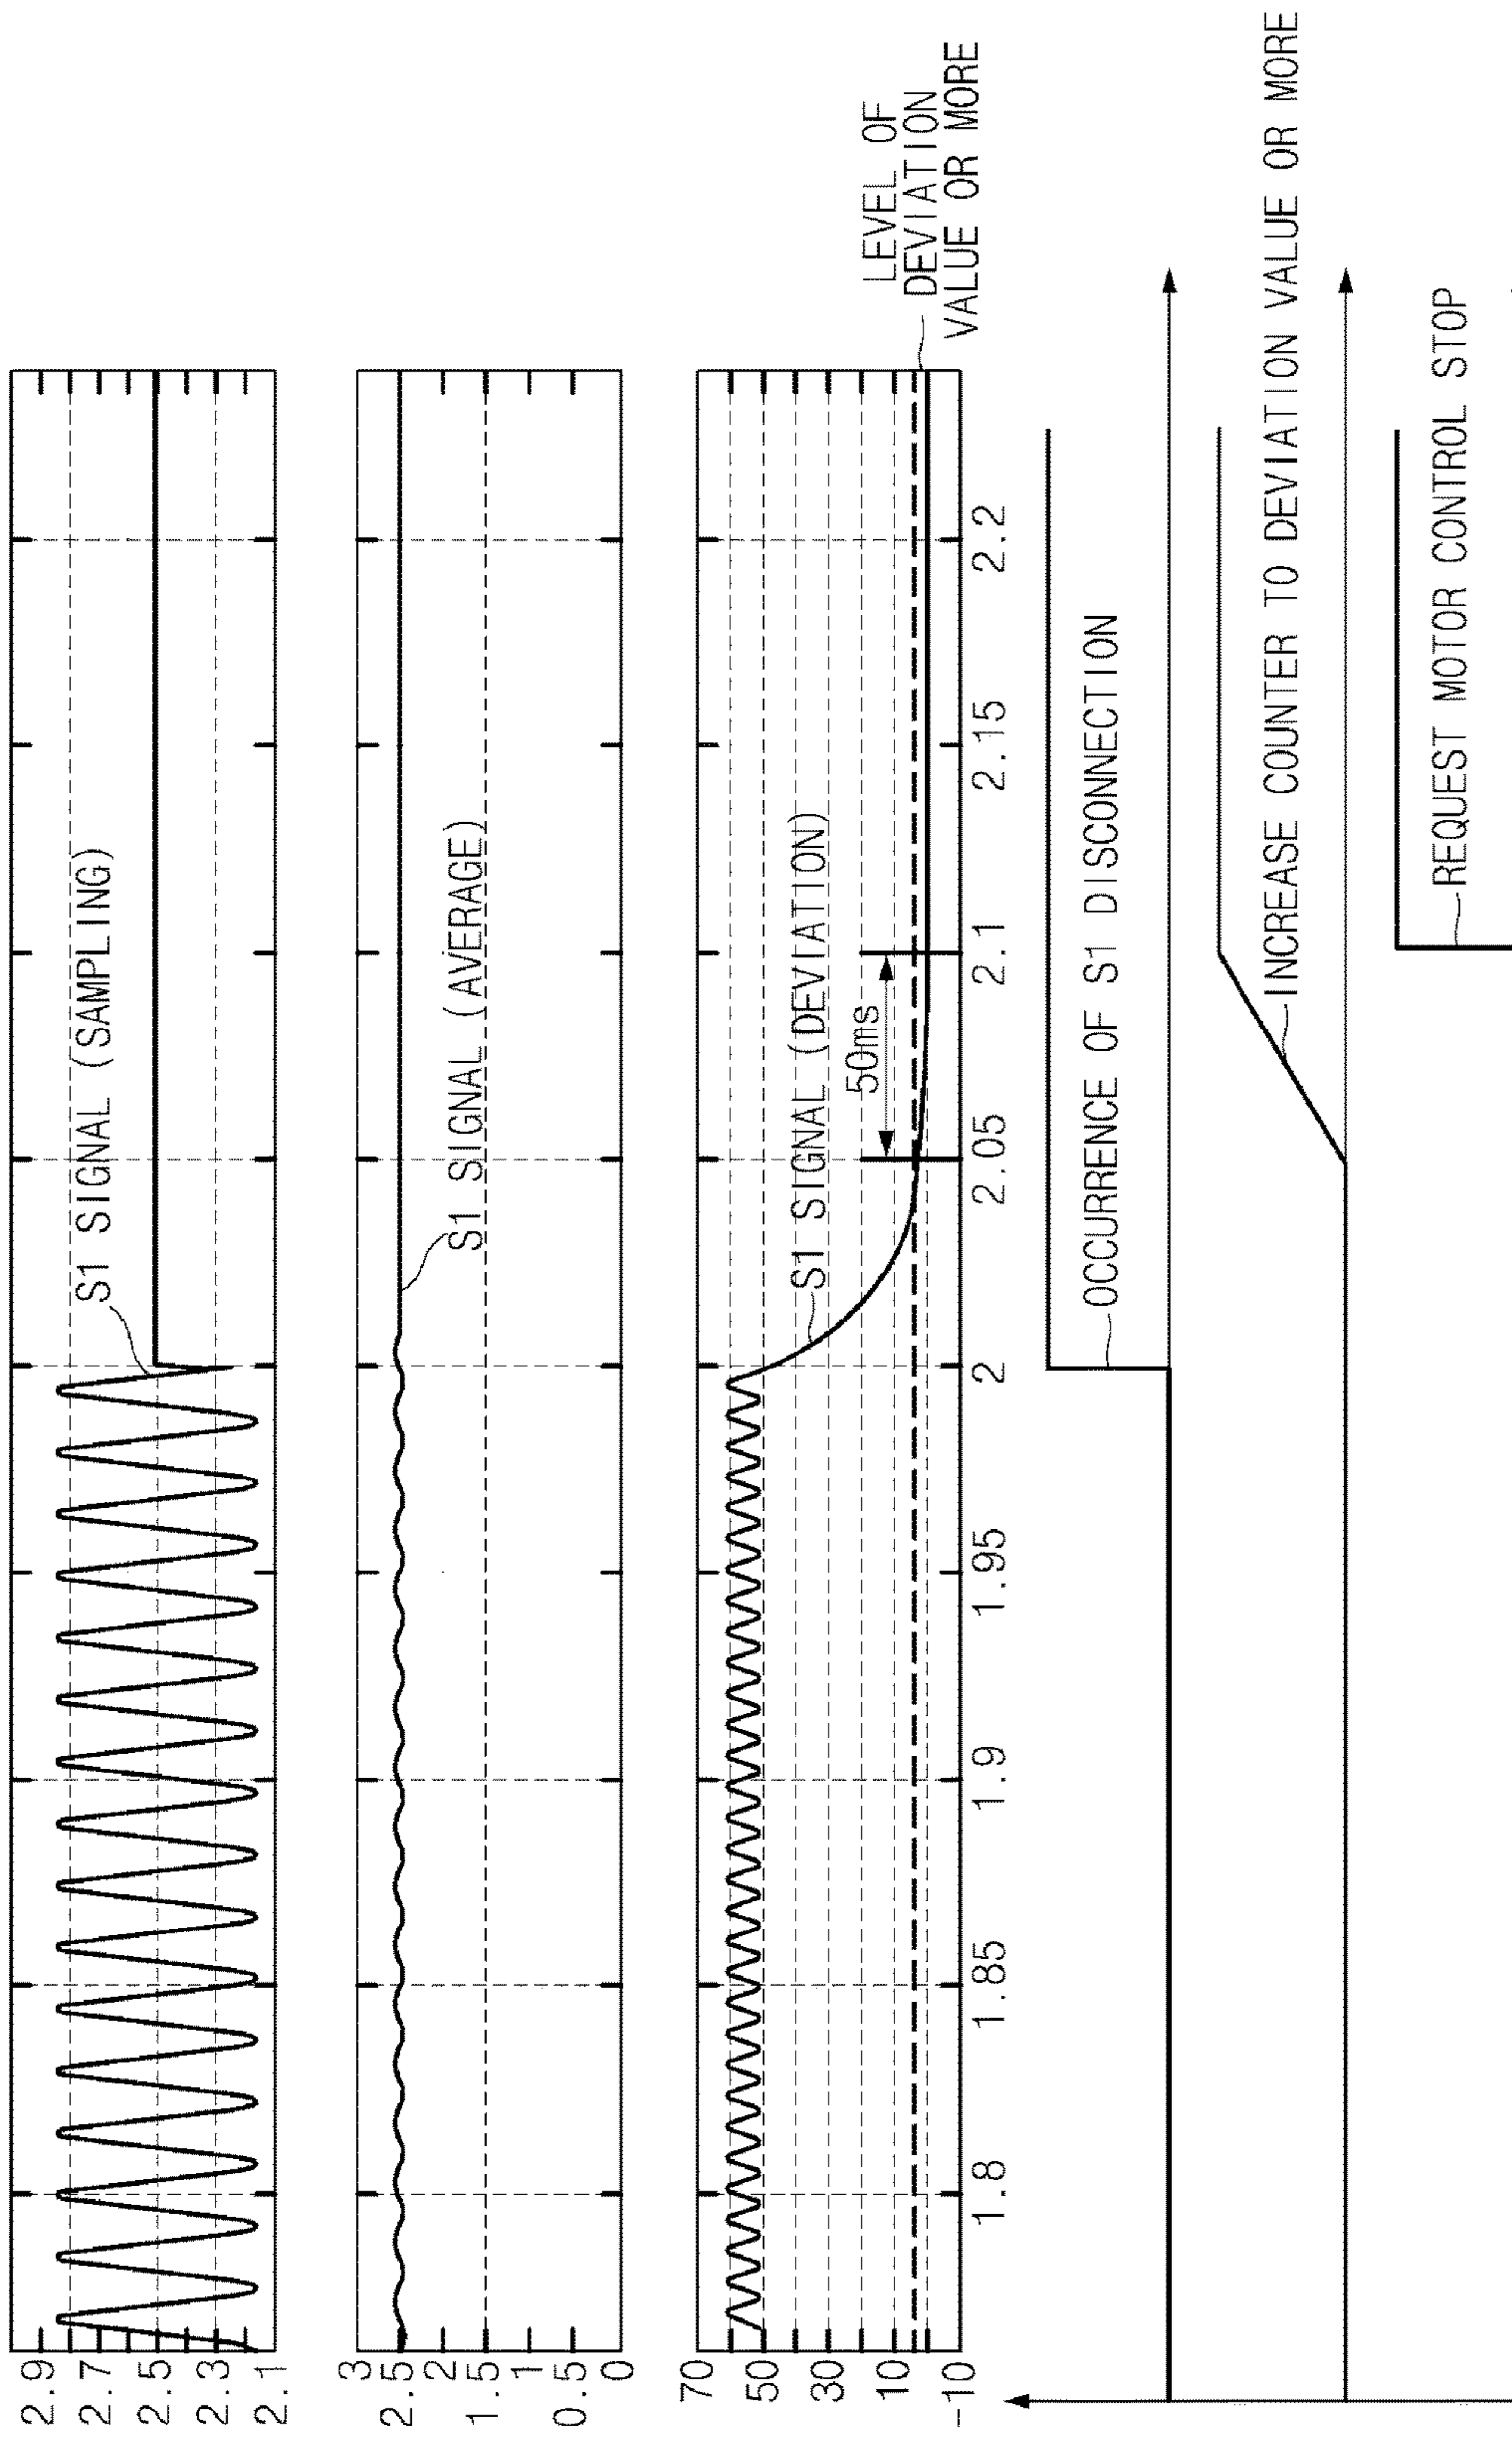 2.9
2.7
2.5
2.3
2.1
S1 SIGNAL (SAMPLING)
3
2.5
2
1.5
1
0.5
0
S1 SIGNAL (AVERAGE)
70
50
30
10
-10
S1 SIGNAL (DEVIATION)
50ms
LEVEL OF
DEVIATION
VALUE OR MORE
1.8
1.85
1.9
1.95
2
2.05
2.1
2.15
2.2
OCCURRENCE OF S1 DISCONNECTION
INCREASE COUNTER TO DEVIATION VALUE OR MORE
REQUEST MOTOR CONTROL STOP